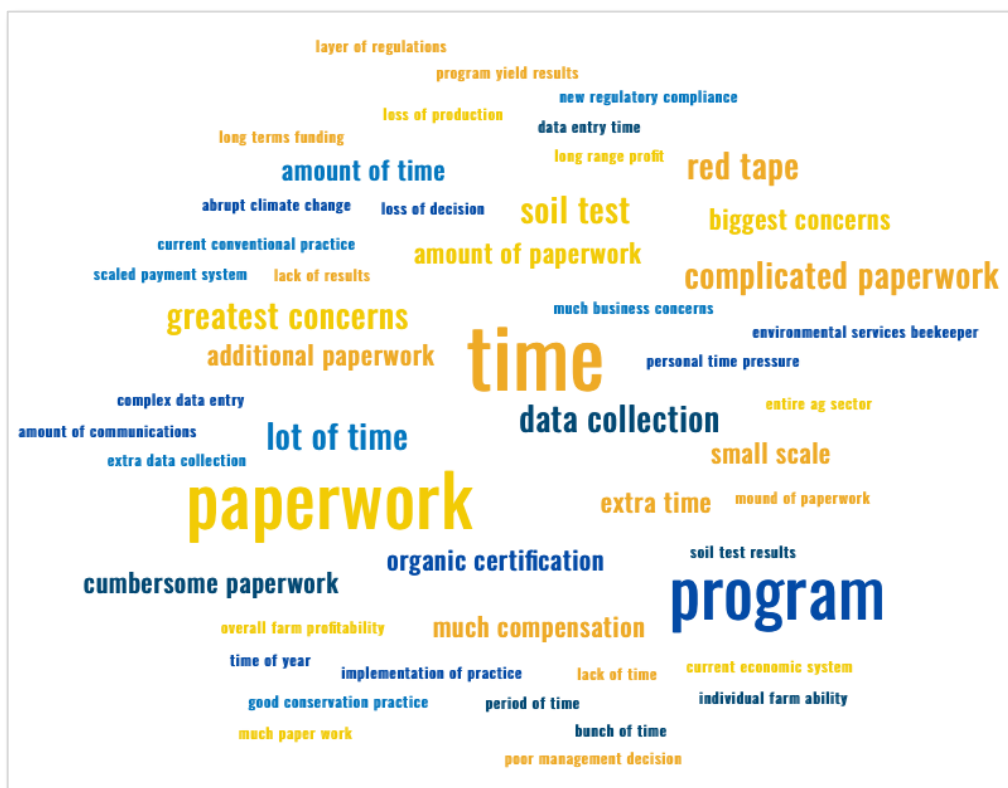 layer of regulations
program yield results
new regulatory compliance
loss of production
data entry time
long terms funding
long range profit
red tape
amount of time
abrupt climate change
loss of decision
soil test
biggest concerns
current conventional practice
amount of paperwork
scaled payment system
lack of results
complicated paperwork
much business concerns
greatest concerns
environmental services beekeeper
additional paperwork
time
personal time pressure
complex data entry
entire ag sector
data collection
amount of communications
lot of time
extra data collection
small scale
paperwork
extra time
mound of paperwork
organic certification
soil test results
cumbersome paperwork
program
overall farm profitability
much compensation
time of year
implementation of practice
lack of time
current economic system
good conservation practice
period of time
individual farm ability
much paper work
bunch of time
poor management decision